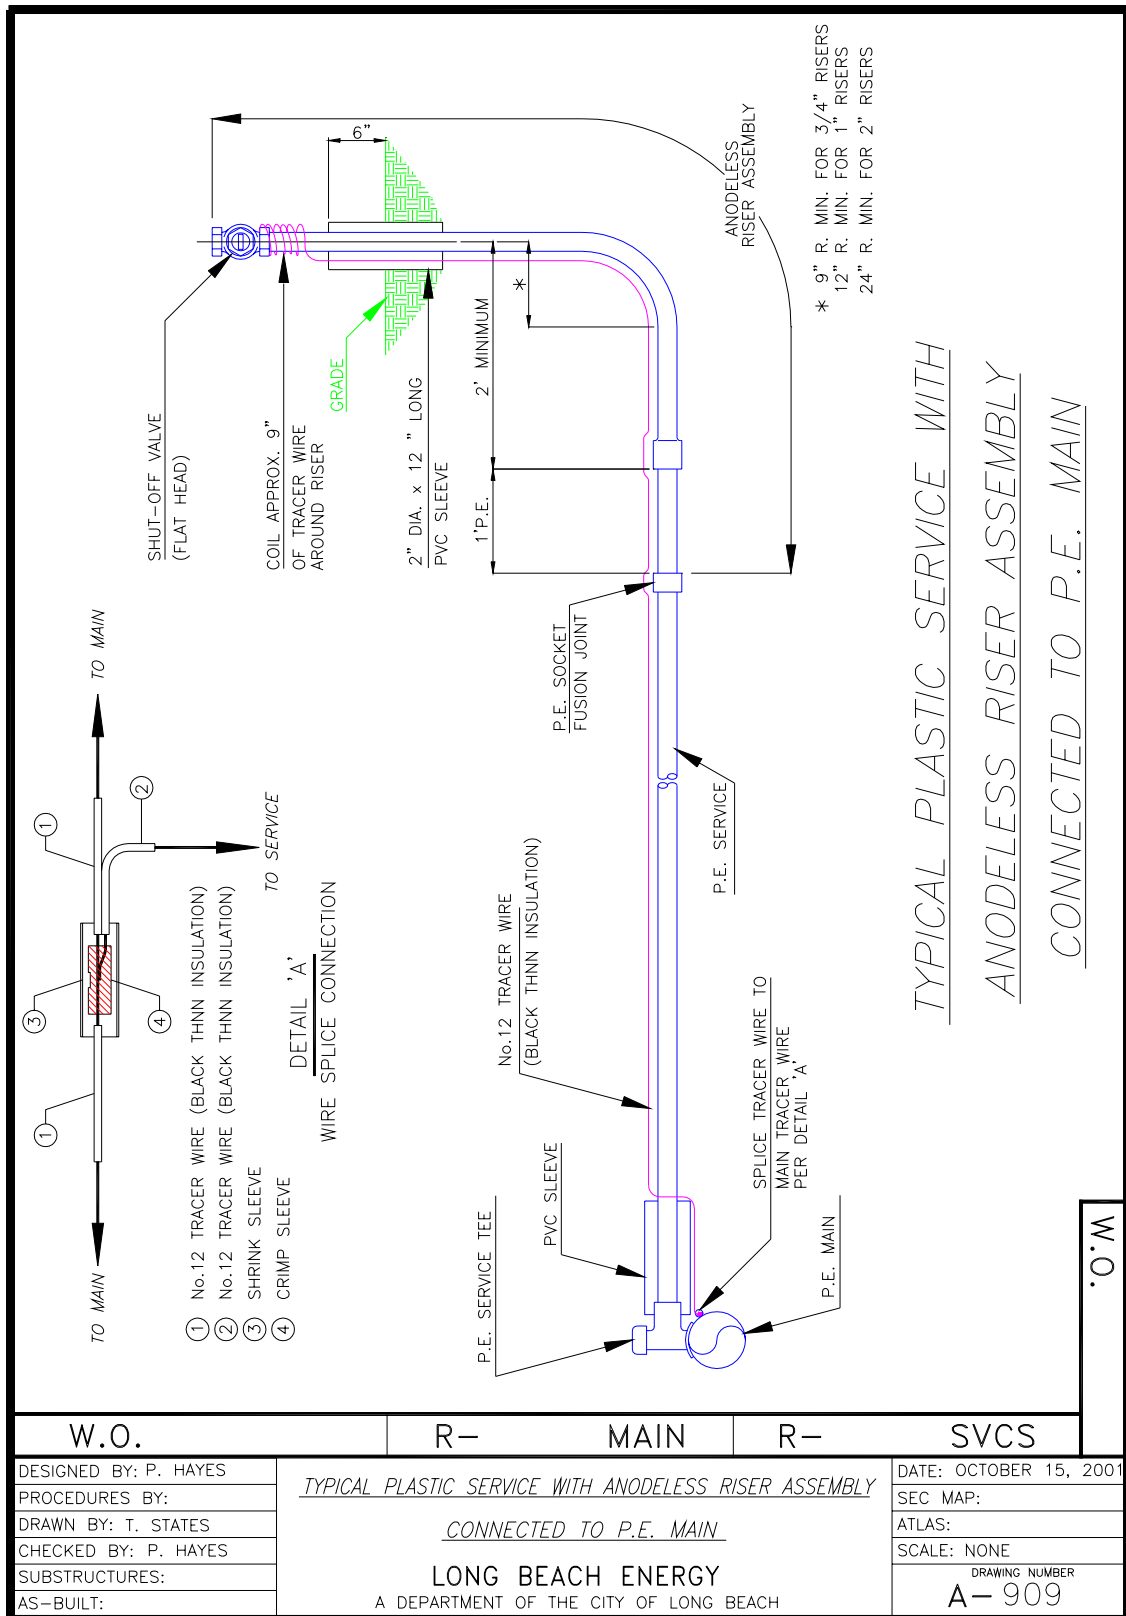 TO MAIN
TO MAIN
TO SERVICE
1
1
2
3
4
1 No.12 TRACER WIRE (BLACK THNN INSULATION)
2 No.12 TRACER WIRE (BLACK THNN INSULATION)
3 SHRINK SLEEVE
4 CRIMP SLEEVE
DETAIL 'A'
WIRE SPLICE CONNECTION
SHUT-OFF VALVE
(FLAT HEAD)
COIL APPROX. 9"
OF TRACER WIRE
AROUND RISER
GRADE
6"
2" DIA. x 12 " LONG
PVC SLEEVE
2' MINIMUM
1'P.E.
*
ANODELESS
RISER ASSEMBLY
* 9" R. MIN. FOR 3/4" RISERS
12" R. MIN. FOR 1" RISERS
24" R. MIN. FOR 2" RISERS
P.E. SOCKET
FUSION JOINT
P.E. SERVICE
No.12 TRACER WIRE
(BLACK THNN INSULATION)
P.E. SERVICE TEE
PVC SLEEVE
SPLICE TRACER WIRE TO
MAIN TRACER WIRE
PER DETAIL 'A'
P.E. MAIN
TYPICAL PLASTIC SERVICE WITH
ANODELESS RISER ASSEMBLY
CONNECTED TO P.E. MAIN
W.O.
W.O.
R- MAIN
R- SVCS
DESIGNED BY: P. HAYES
PROCEDURES BY:
DRAWN BY: T. STATES
CHECKED BY: P. HAYES
SUBSTRUCTURES:
AS-BUILT:
TYPICAL PLASTIC SERVICE WITH ANODELESS RISER ASSEMBLY
CONNECTED TO P.E. MAIN
LONG BEACH ENERGY
A DEPARTMENT OF THE CITY OF LONG BEACH
DATE: OCTOBER 15, 2001
SEC MAP:
ATLAS:
SCALE: NONE
DRAWING NUMBER
A-909